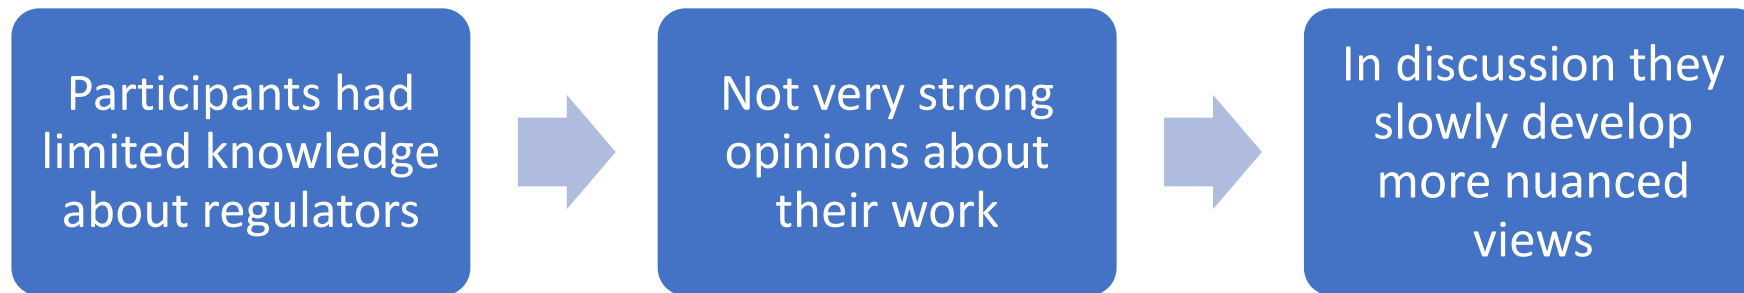 Participants had
limited knowledge
about regulators
Not very strong
opinions about
their work
In discussion they
slowly develop
more nuanced
views